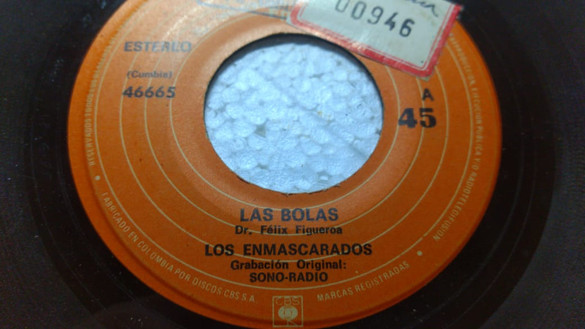 00946
ESTEREO
(Cumbia)
46665
A
45
LAS BOLAS
Dr. Félix Figueroa
LOS ENMASCARADOS
Grabación Original:
SONO-RADIO
FABRICADO EN COLOMBIA POR DISCOS CBS S.A.
MARCAS REGISTRADAS
CBS